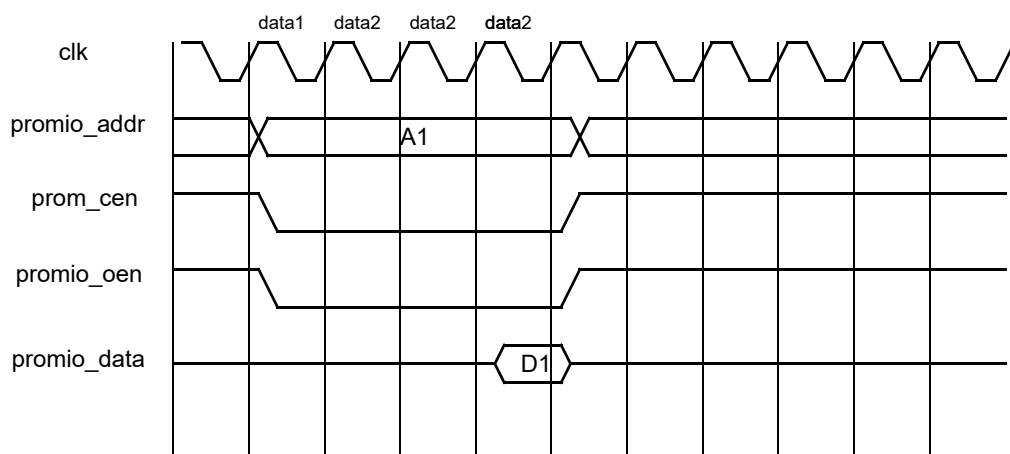 data1 data2 data2 data2
clk
promio_addr A1
prom_cen
promio_oen
promio_data D1